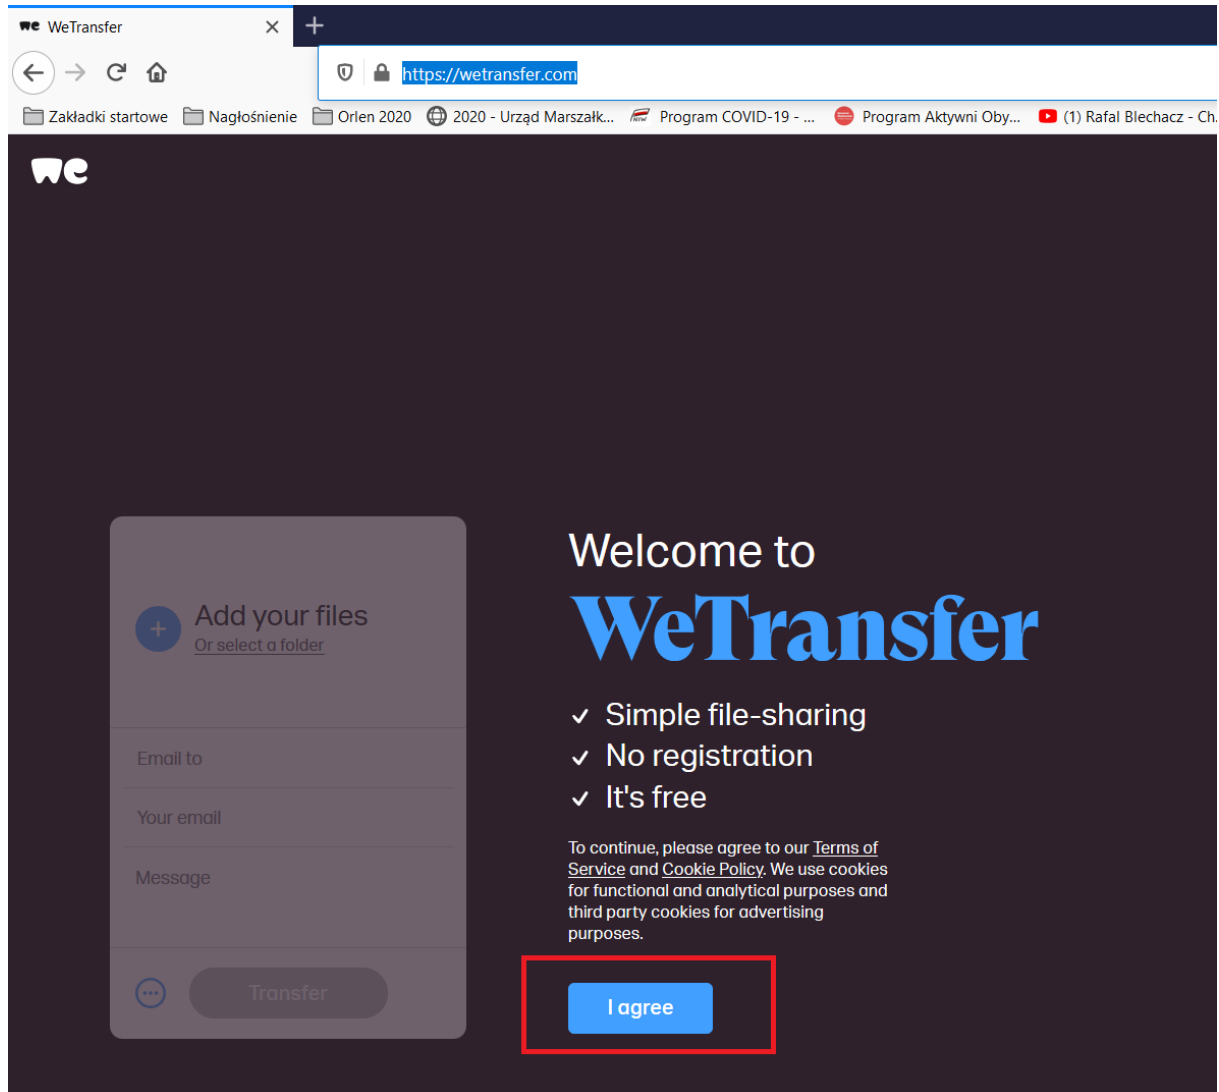 we WeTransfer
https://wetransfer.com
Zakładki startowe Nagłośnienie Orlen 2020 2020 - Urząd Marszałk... Program COVID-19 - ... Program Aktywni Oby... (1) Rafal Blechacz - Ch.
we
Welcome to
WeTransfer
Add your files
Or select a folder
Simple file-sharing
No registration
It's free
Email to
Your email
Message
To continue, please agree to our Terms of
Service and Cookie Policy. We use cookies
for functional and analytical purposes and
third party cookies for advertising
purposes.
Transfer
I agree